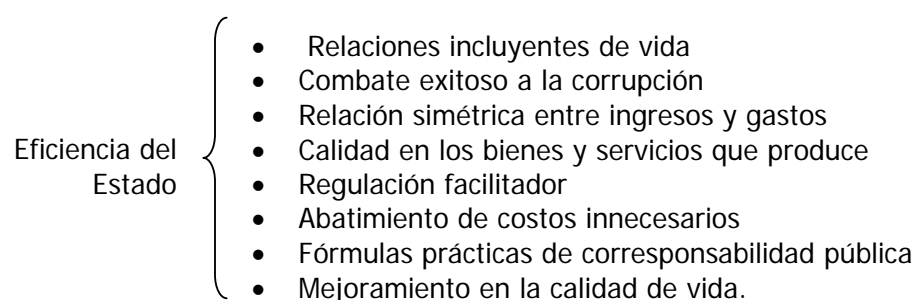 Eficiencia del
Estado
• Relaciones incluyentes de vida
• Combate exitoso a la corrupción
• Relación simétrica entre ingresos y gastos
• Calidad en los bienes y servicios que produce
• Regulación facilitador
• Abatimiento de costos innecesarios
• Fórmulas prácticas de corresponsabilidad pública
• Mejoramiento en la calidad de vida.